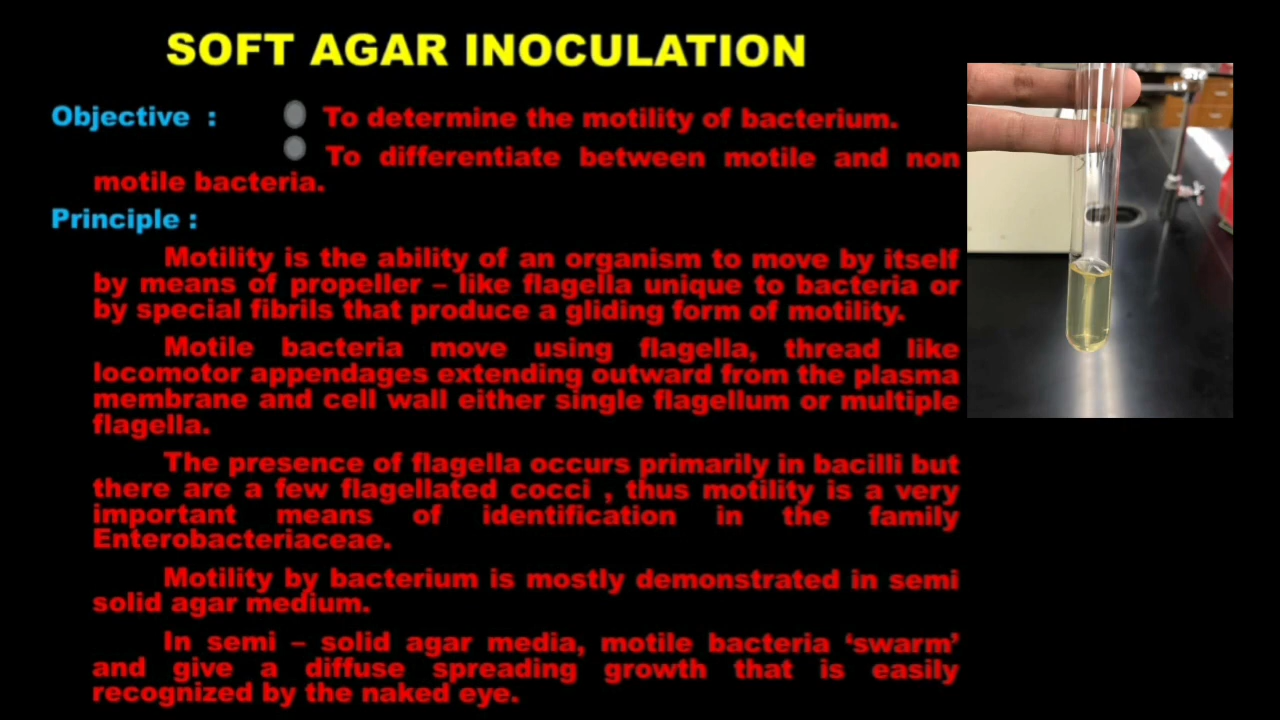 SOFT AGAR INOCULATION
Objective : To determine the motility of bacterium.
To differentiate between motile and non
motile bacteria.
Principle :
Motility is the ability of an organism to move by itself
by means of propeller – like flagella unique to bacteria or
by special fibrils that produce a gliding form of motility.
Motile bacteria move using flagella, thread like
locomotor appendages extending outward from the plasma
membrane and cell wall either single flagellum or multiple
flagella.
The presence of flagella occurs primarily in bacilli but
there are a few flagellated cocci , thus motility is a very
important means of identification in the family
Enterobacteriaceae.
Motility by bacterium is mostly demonstrated in semi
solid agar medium.
In semi – solid agar media, motile bacteria ‘swarm’
and give a diffuse spreading growth that is easily
recognized by the naked eye.